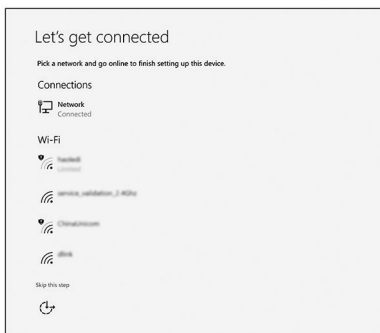 Let's get connected
Pick a network and go online to finish setting up this device.
Connections
Network
Connected
Wi-Fi
Limited
service_validation_2.4Ghz
ChinaUnicom
dlink
Skip this step